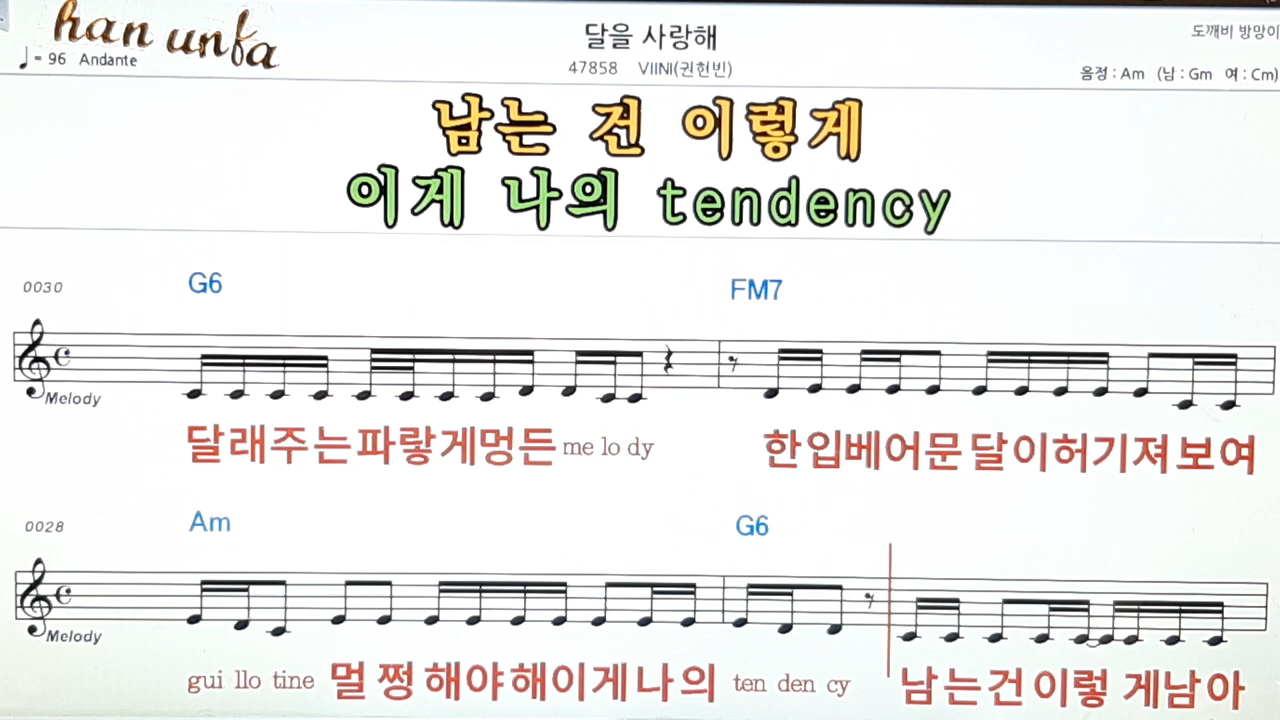 han unfa
달을 사랑해
도깨비 방망이
♩= 96 Andante
47858 VIINI(권현빈)
음정 : Am (남 : Gm 여 : Cm)
남는 건 이렇게
이게 나의 tendency
0030 G6 FM7
Melody
달래주는파랗게멍든 me lo dy 한입베어문달이허기져보여
0028 Am G6
Melody
gui llo tine 멀쩡해야해이게나의 ten den cy 남는건이렇 게남아